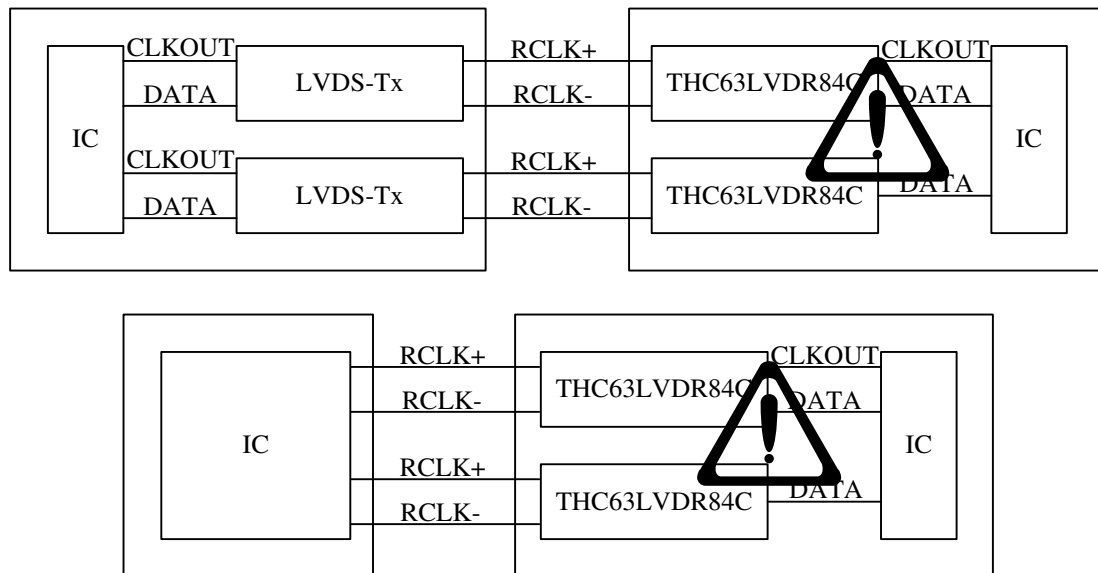 CLKOUT RCLK+ CLKOUT
LVDS-Tx THC63LVDR84C
DATA RCLK- DATA
IC IC
CLKOUT RCLK+
LVDS-Tx THC63LVDR84C DATA
DATA RCLK-
RCLK+ CLKOUT
THC63LVDR84C
RCLK- DATA
IC IC
RCLK+
THC63LVDR84C DATA
RCLK-